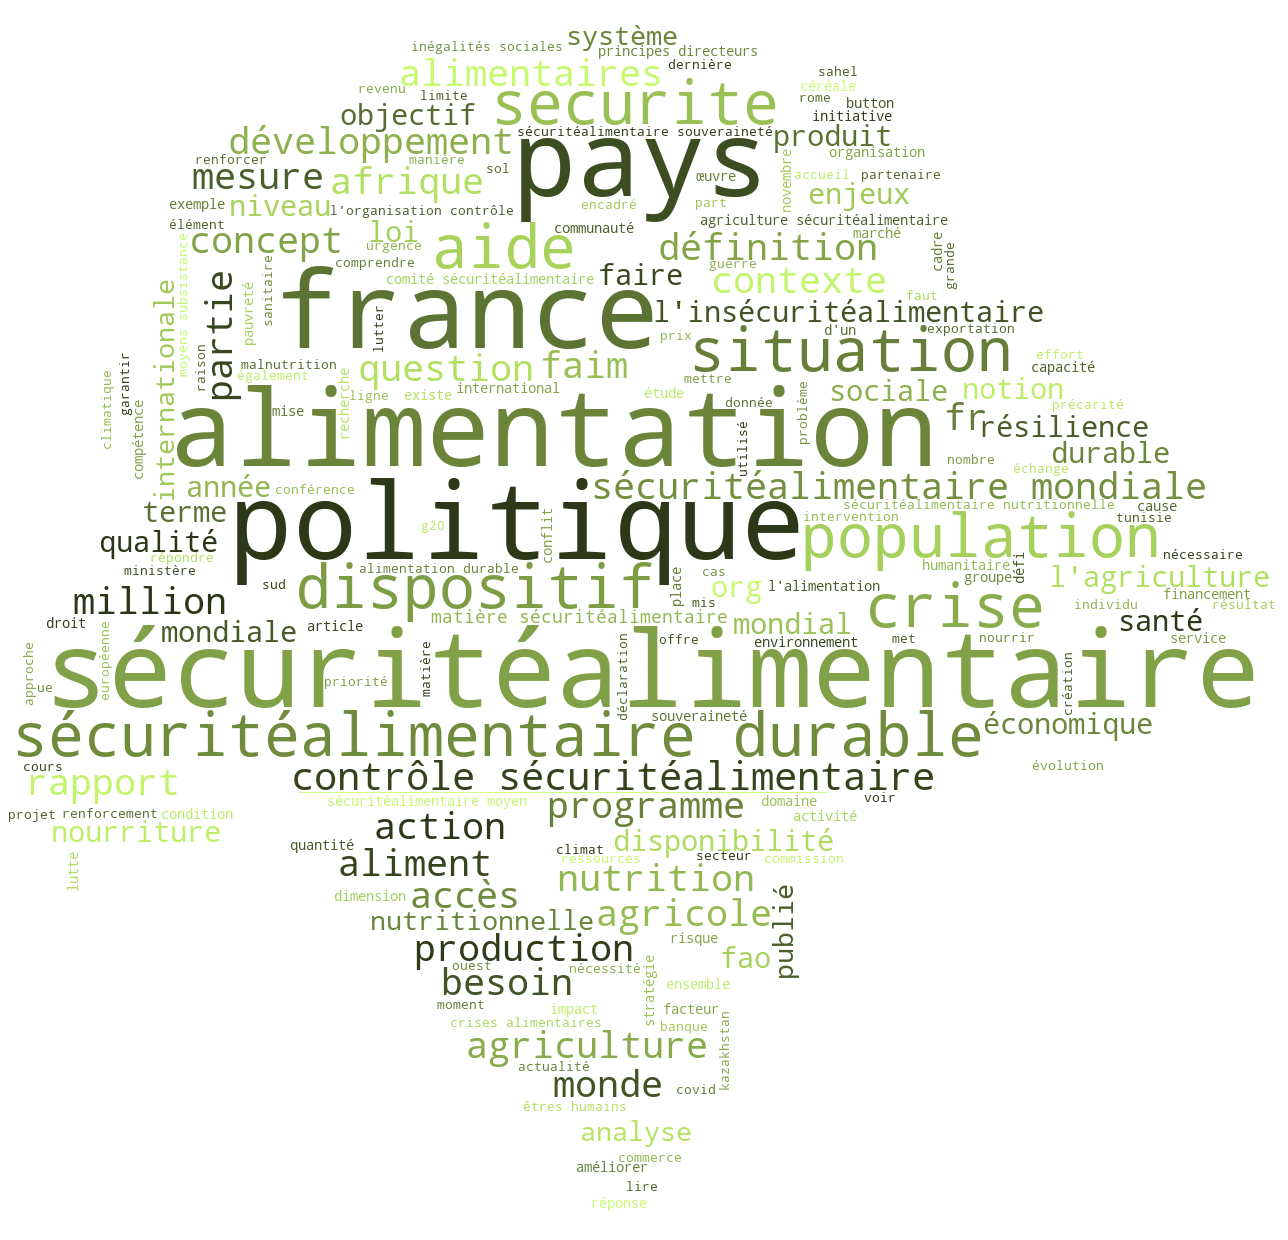 système
inégalités sociales
principes directeurs
alimentaires
dernière
sahel
revenu
limite
securite
céréale
rome
button
objectif
initiative
développement
sécuritéalimentaire souveraineté
produit
pays
renforcer
manière
organisation
mesure
afrique
sol
œuvre
novembre
accueil
partenaire
enjeux
exemple
niveau
l'organisation contrôle
encadré
part
élément
concept
loi
urgence
aide
communauté
agriculture sécuritéalimentaire
marché
définition
cadre
grande
comprendre
comité sécuritéalimentaire
faire
guerre
contexte
moyens subsistance
internationale
partie
pauvreté
sanitaire
france
faut
l'insécuritéalimentaire
lutter
prix
d'un
exportation
situation
garantir
raison
malnutrition
également
question
faim
mettre
effort
capacité
climatique
compétence
mise
recherche
ligne
existe
international
étude
donnée
problème
sociale
notion
précarité
alimentation
utilisé
fr
résilience
durable
nombre
échange
année
conférence
sécuritéalimentaire mondiale
terme
politique
g20
conflit
sécuritéalimentaire nutritionnelle
cause
intervention
tunisie
qualité
population
répondre
nécessaire
ministère
alimentation durable
sud
dispositif
place
cas
org
l'alimentation
humanitaire
groupe
défi
l'agriculture
million
mis
crise
financement
individu
résultat
droit
mondiale
article
matière sécuritéalimentaire
mondial
santé
approche
ue
européenne
offre
environnement
met
nourrir
service
sécuritéalimentaire
priorité
matière
déclaration
création
souveraineté
sécuritéalimentaire durable
économique
cours
rapport
contrôle sécuritéalimentaire
évolution
sécuritéalimentaire moyen
programme
domaine
voir
projet
renforcement
condition
activité
nourriture
action
disponibilité
quantité
climat
secteur
lutte
aliment
ressources
commission
nutrition
dimension
accès
nutritionnelle
agricole
publié
production
risque
ouest
nécessité
fao
besoin
stratégie
ensemble
moment
impact
facteur
crises alimentaires
banque
kazakhstan
agriculture
actualité
monde
covid
êtres humains
analyse
commerce
améliorer
lire
réponse